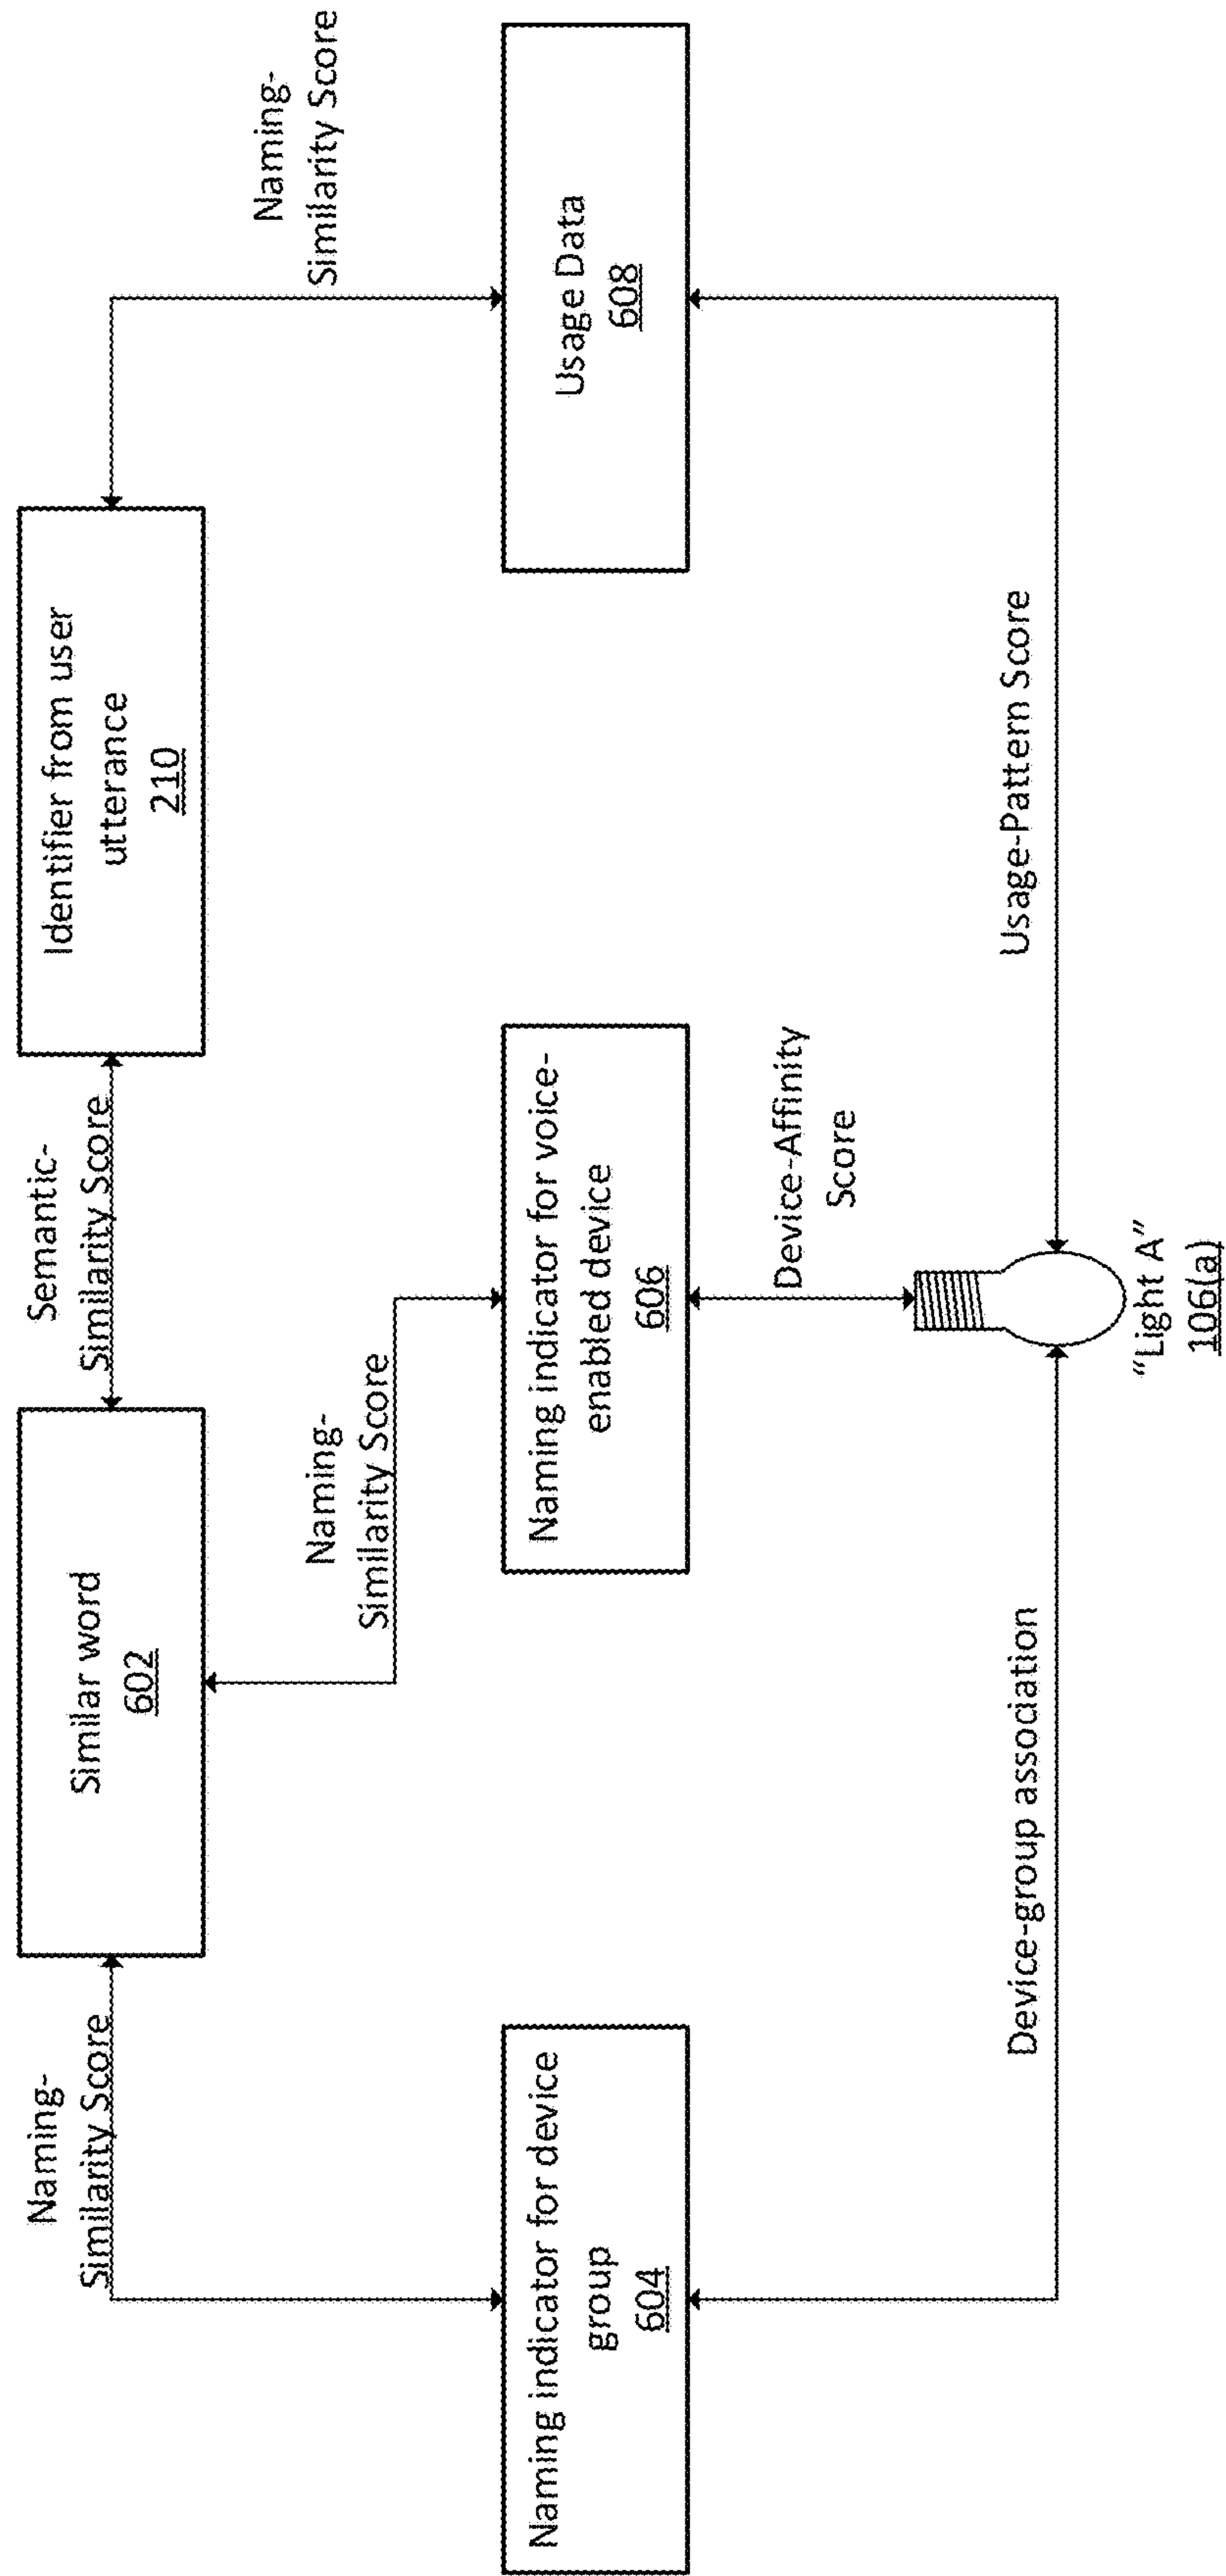 Naming-
Similarity Score
Similar word
602
Semantic-
Similarity Score
Identifier from user
utterance
210
Naming-
Similarity Score
Naming-
Similarity Score
Naming indicator for device
group
604
Naming indicator for voice-
enabled device
606
Usage Data
608
Device-Affinity
Score
Device-group association
Usage-Pattern Score
"Light A"
106(a)